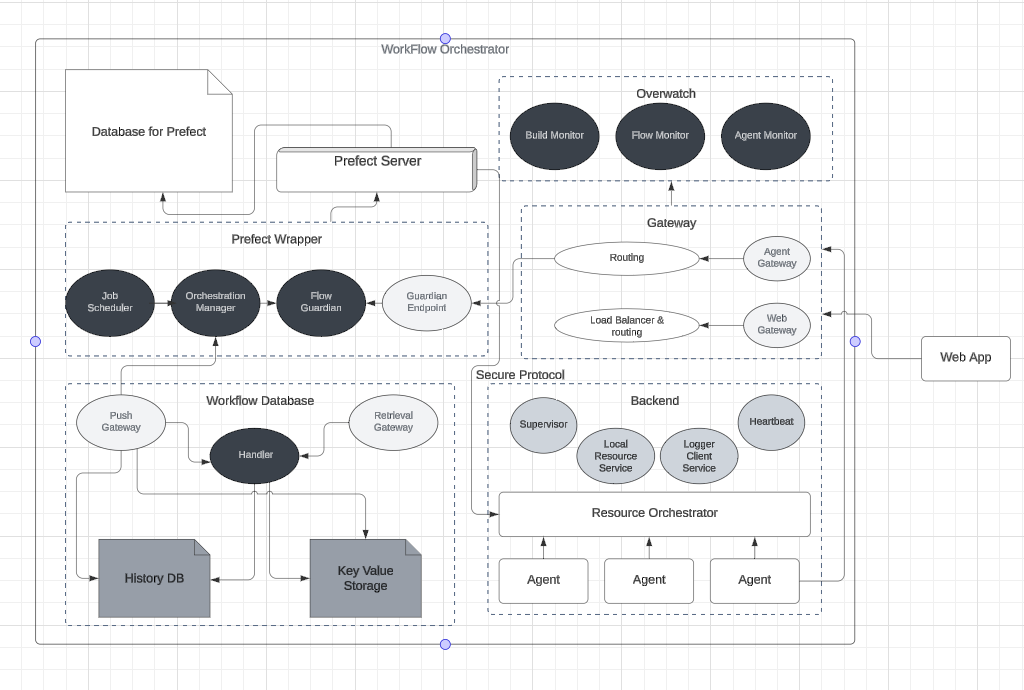 WorkFlow Orchestrator
Database for Prefect
Prefect Server
Overwatch
Build Monitor
Flow Monitor
Agent Monitor
Prefect Wrapper
Job
Scheduler
Orchestration
Manager
Flow
Guardian
Guardian
Endpoint
Gateway
Routing
Agent
Gateway
Load Balancer &
routing
Web
Gateway
Web App
Secure Protocol
Workflow Database
Push
Gateway
Retrieval
Gateway
Handler
History DB
Key Value
Storage
Backend
Supervisor
Local
Resource
Service
Logger
Client
Service
Heartbeat
Resource Orchestrator
Agent
Agent
Agent